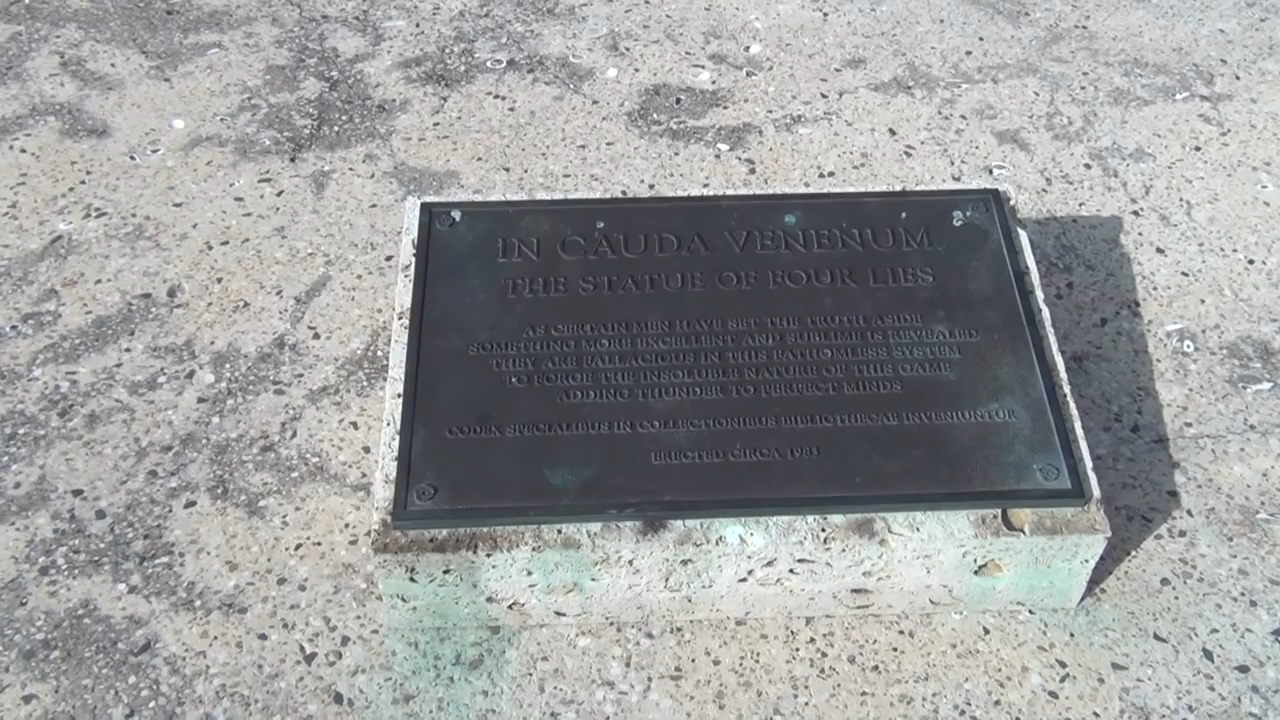 IN CAUDA VENENUM
THE STATUE OF FOUR LIES
AS CERTAIN MEN HAVE SET THE TRUTH ASIDE
SOMETHING MORE EXCELLENT AND SUBLIME IS REVEALED
THEY ARE FALLACIOUS IN THIS FATHOMLESS SYSTEM
TO FORGE THE INSOLUBLE NATURE OF THIS GAME
ADDING THUNDER TO PERFECT MINDS
CODEX SPECIALIBUS IN COLLECTIONIBUS BIBLIOTHECAE INVENIUNTUR
ERECTED CIRCA 1983